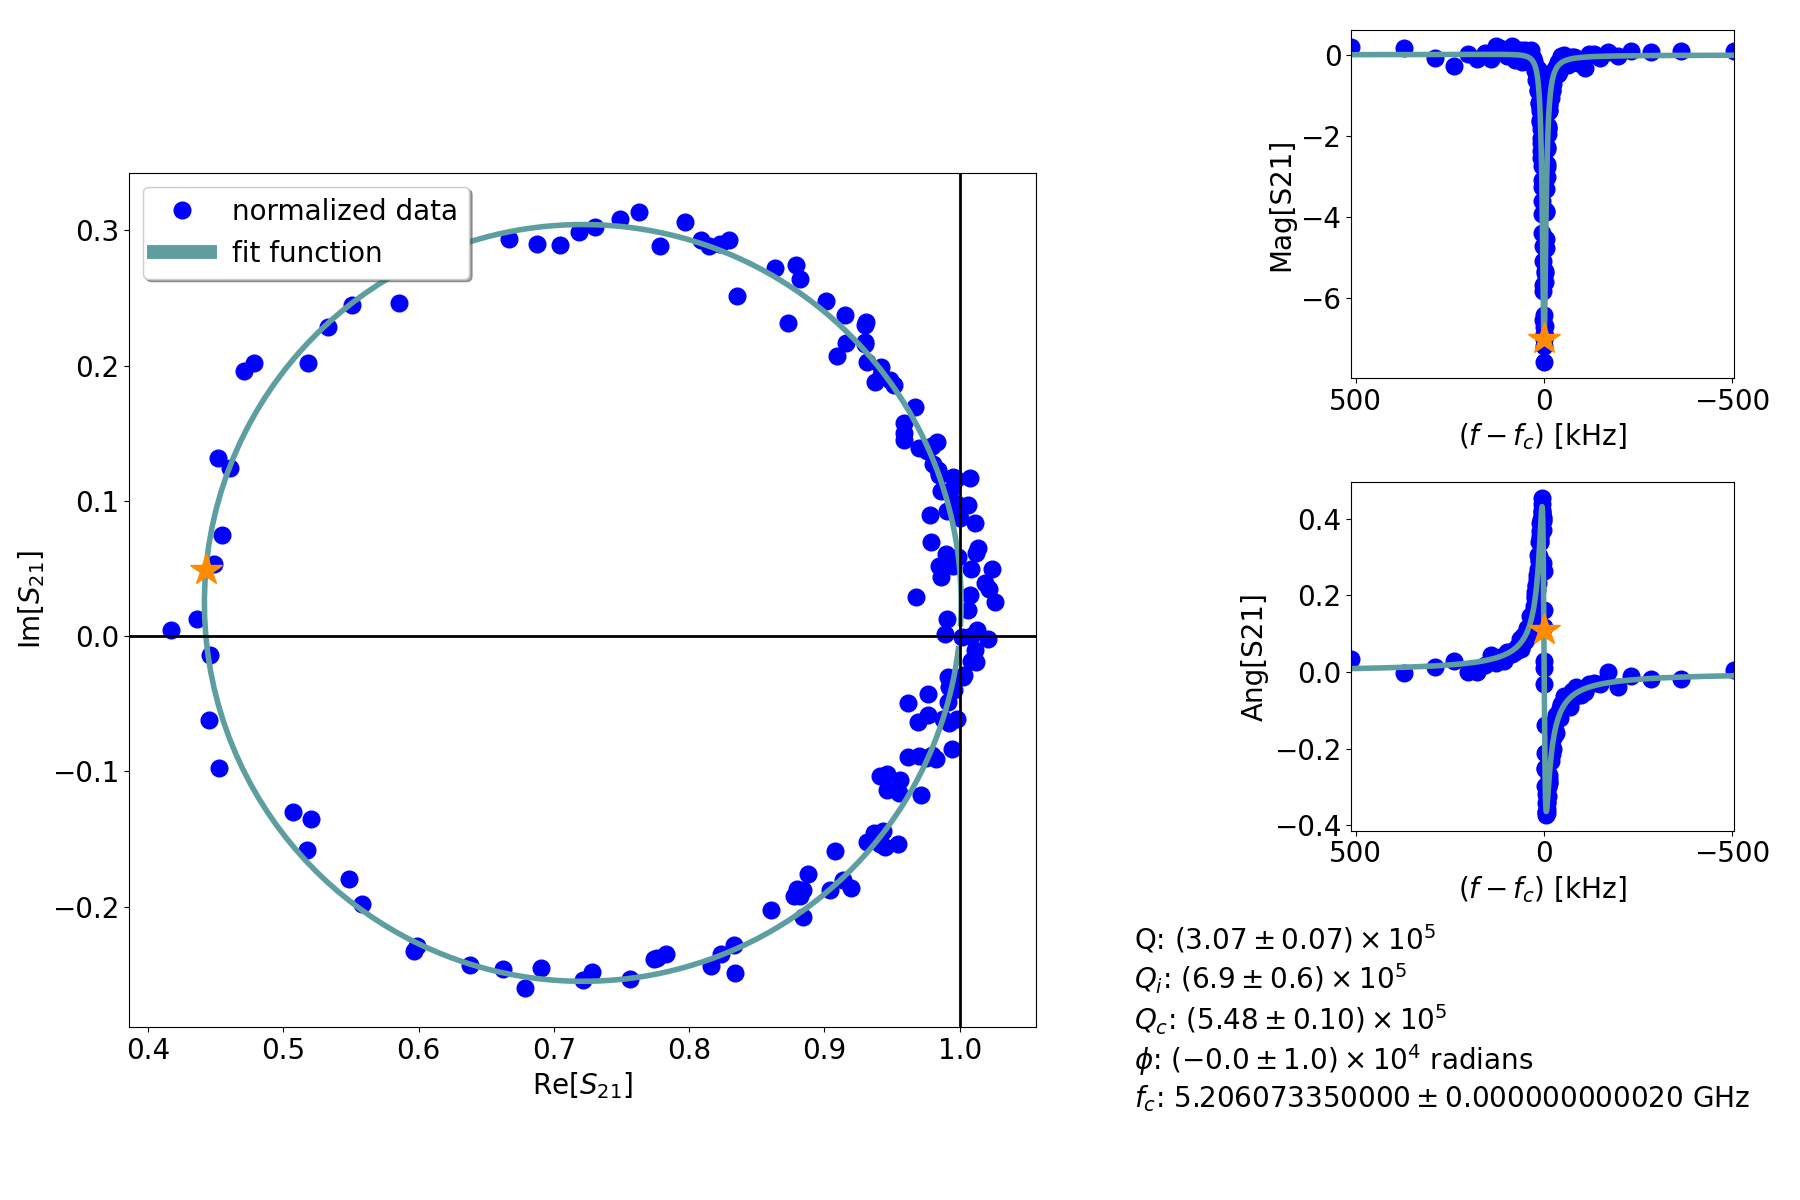 normalized data
fit function
0.3
0.2
0.1
0.0
−0.1
−0.2
Im[S21]
0.4 0.5 0.6 0.7 0.8 0.9 1.0
Re[S21]
0
−2
−4
−6
Mag[S21]
500 0 −500
(f − fc) [kHz]
0.4
0.2
0.0
−0.2
−0.4
Ang[S21]
500 0 −500
(f − fc) [kHz]
Q: (3.07 ± 0.07) × 10^5
Qi: (6.9 ± 0.6) × 10^5
Qc: (5.48 ± 0.10) × 10^5
ϕ: (−0.0 ± 1.0) × 10^4 radians
fc: 5.206073350000 ± 0.000000000020 GHz